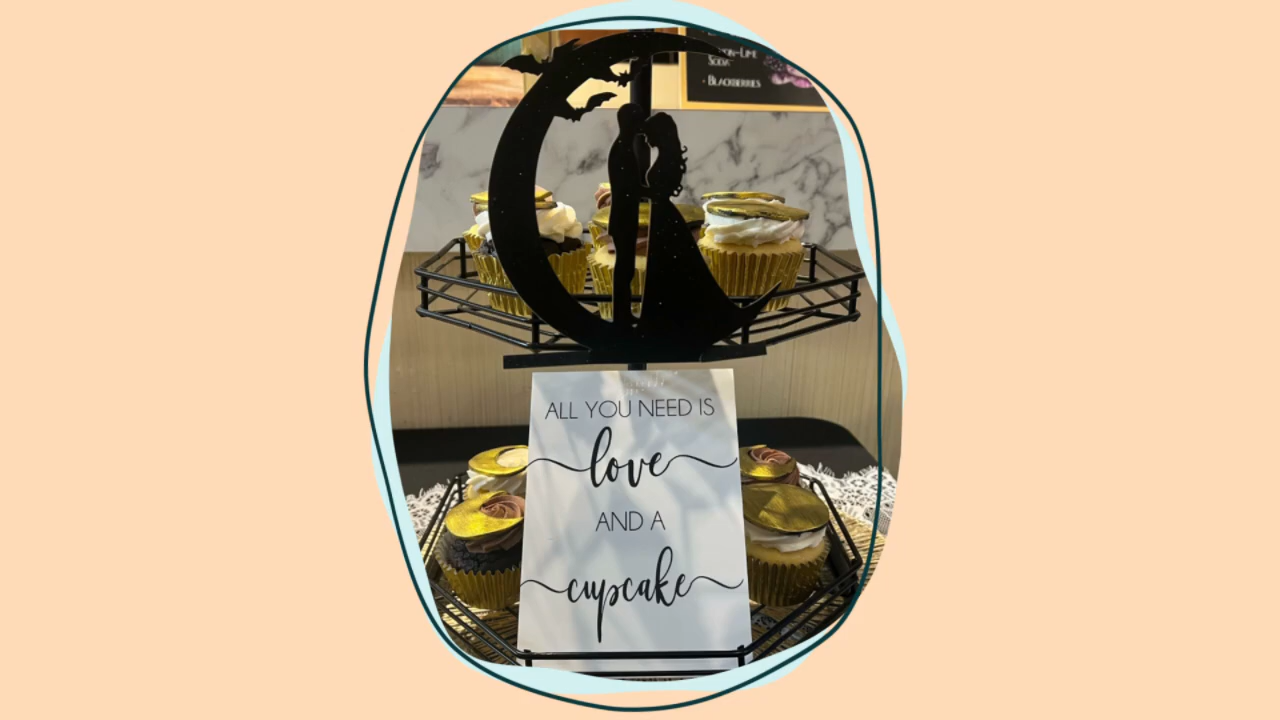 SODA
• BLACKBERRIES
ALL YOU NEED IS
love
AND A
cupcake